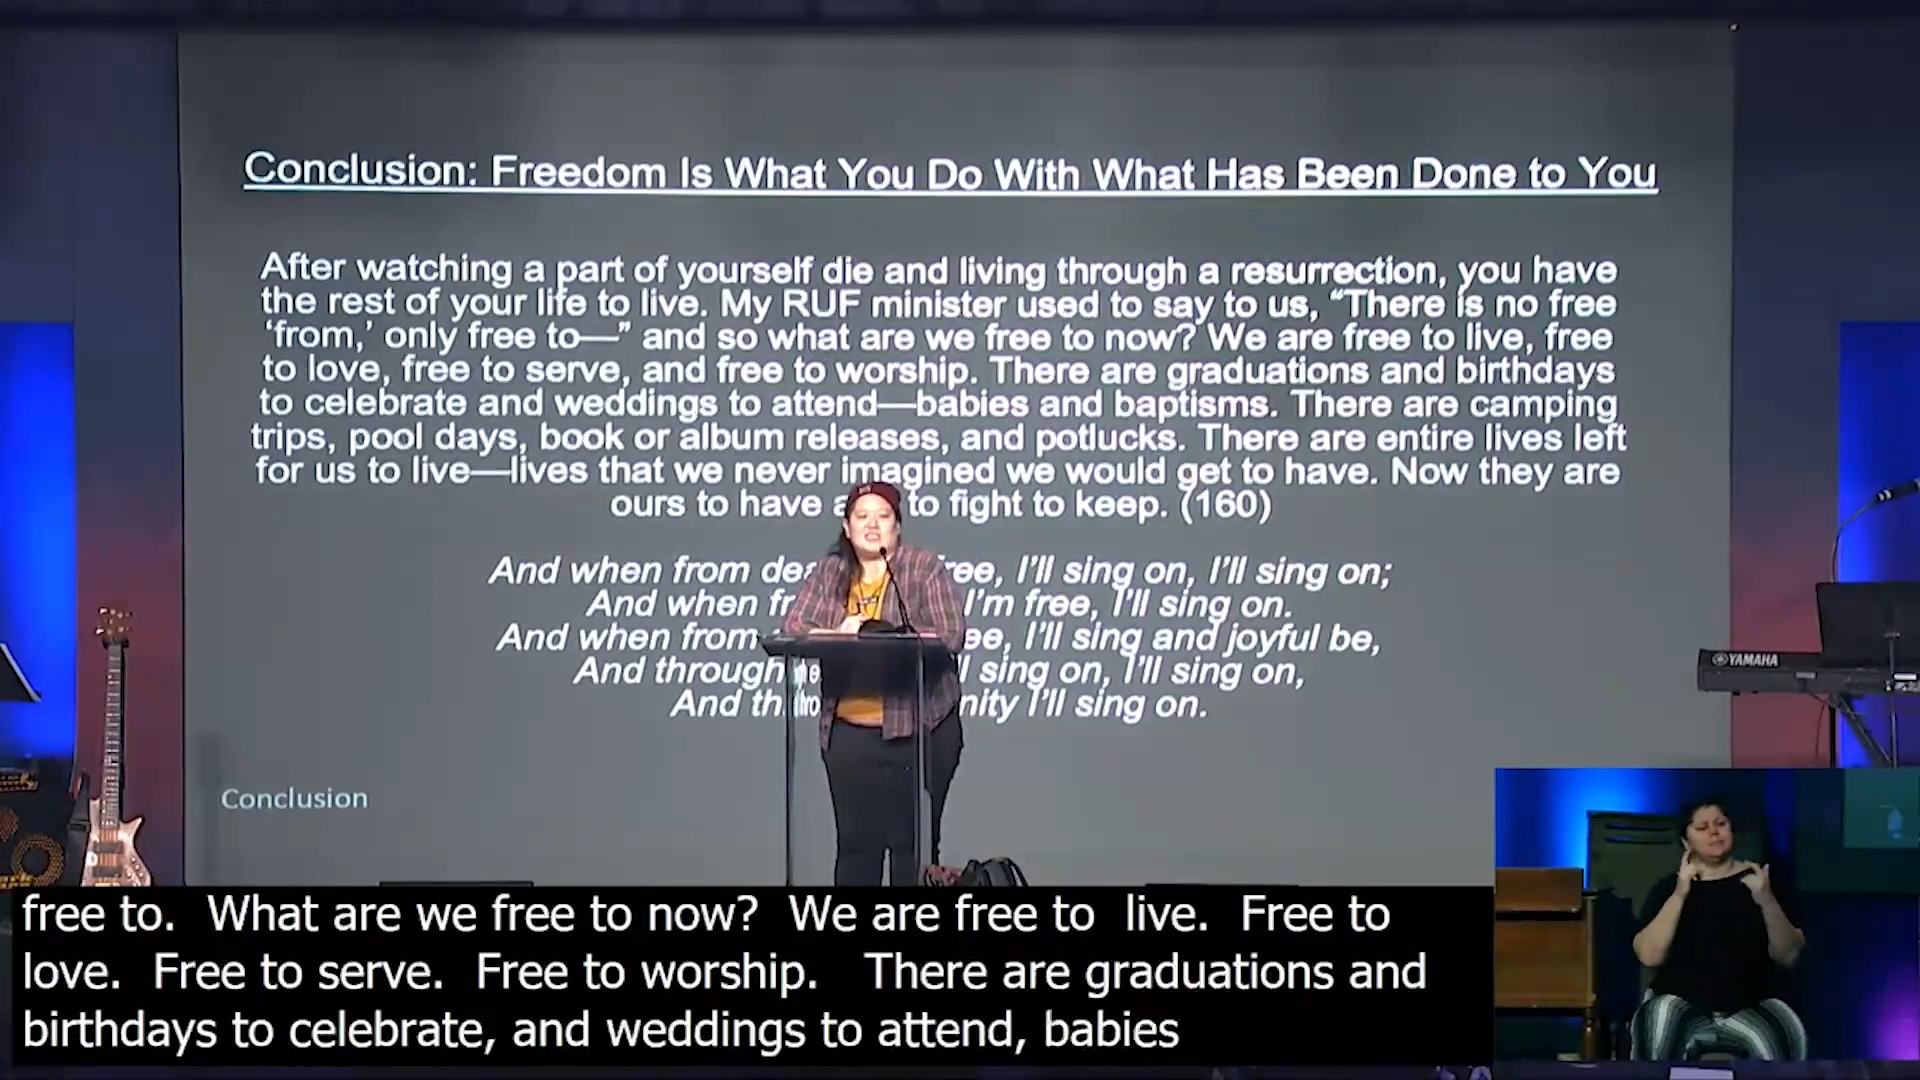 Conclusion: Freedom Is What You Do With What Has Been Done to You
After watching a part of yourself die and living through a resurrection, you have
the rest of your life to live. My RUF minister used to say to us, “There is no free
‘from,’ only free to—” and so what are we free to now? We are free to live, free
to love, free to serve, and free to worship. There are graduations and birthdays
to celebrate and weddings to attend—babies and baptisms. There are camping
trips, pool days, book or album releases, and potlucks. There are entire lives left
for us to live—lives that we never imagined we would get to have. Now they are
ours to have to fight to keep. (160)
And when from I’ll sing on, I’ll sing on;
And when I’m free, I’ll sing on.
And when from I’ll sing and joyful be,
And through sing on, I’ll sing on,
And I’ll sing on.
Conclusion
YAMAHA
free to. What are we free to now? We are free to live. Free to
love. Free to serve. Free to worship. There are graduations and
birthdays to celebrate, and weddings to attend, babies